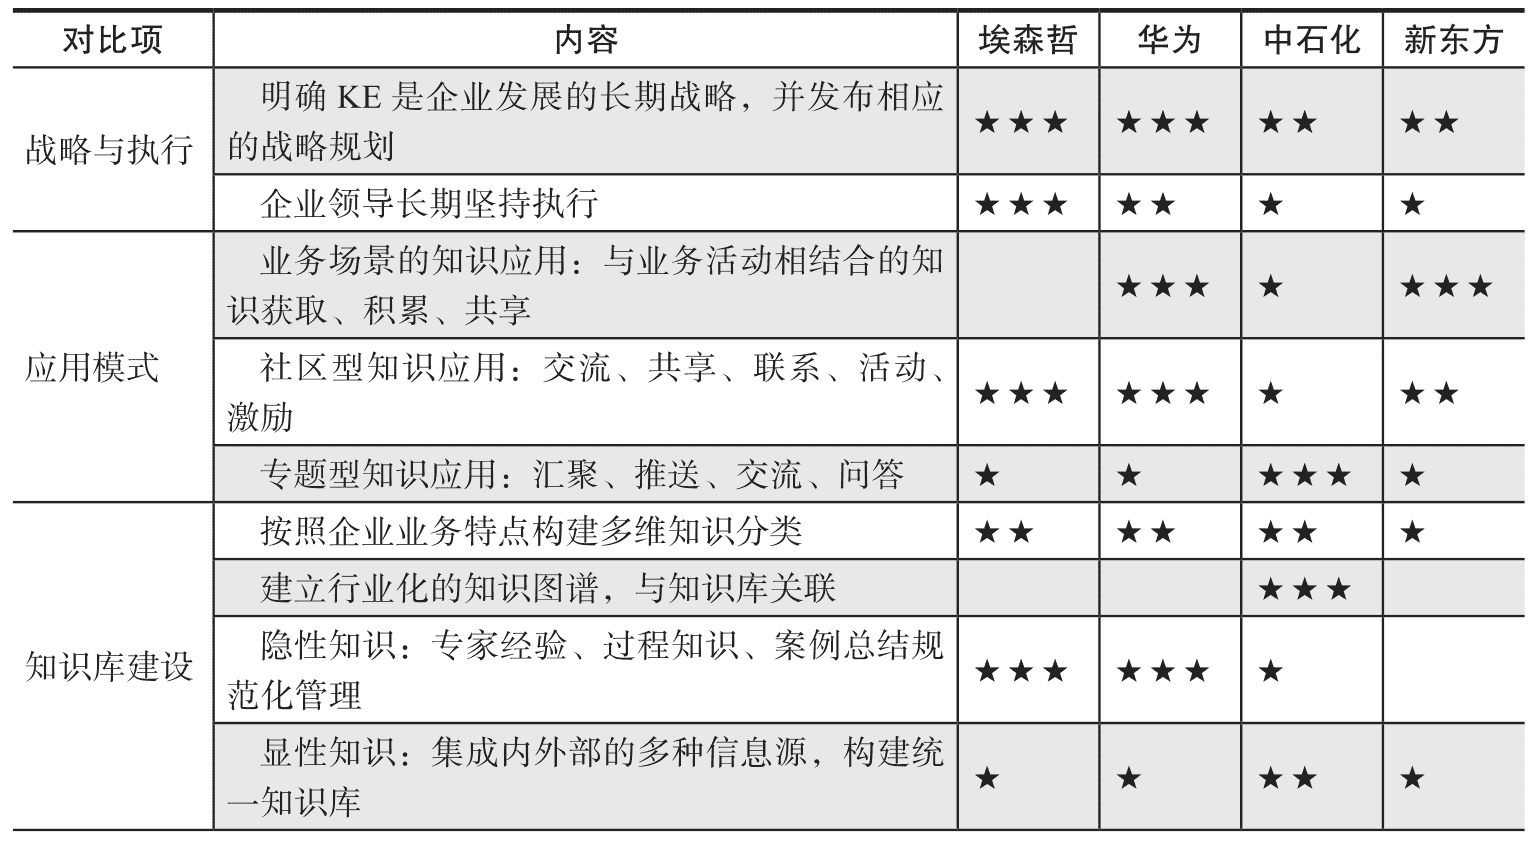 对比项 内容 埃森哲 华为 中石化 新东方
战略与执行
明确 KE 是企业发展的长期战略，并发布相应
的战略规划
★★★ ★★★ ★★ ★★
企业领导长期坚持执行 ★★★ ★★ ★ ★
应用模式
业务场景的知识应用：与业务活动相结合的知
识获取、积累、共享
★★★ ★ ★★★
社区型知识应用：交流、共享、联系、活动、
激励
★★★ ★★★ ★ ★★
专题型知识应用：汇聚、推送、交流、问答 ★ ★ ★★★ ★
知识库建设
按照企业业务特点构建多维知识分类 ★★ ★★ ★★ ★
建立行业化的知识图谱，与知识库关联 ★★★
隐性知识：专家经验、过程知识、案例总结规
范化管理
★★★ ★★★ ★
显性知识：集成内外部的多种信息源，构建统
一知识库
★ ★ ★★ ★